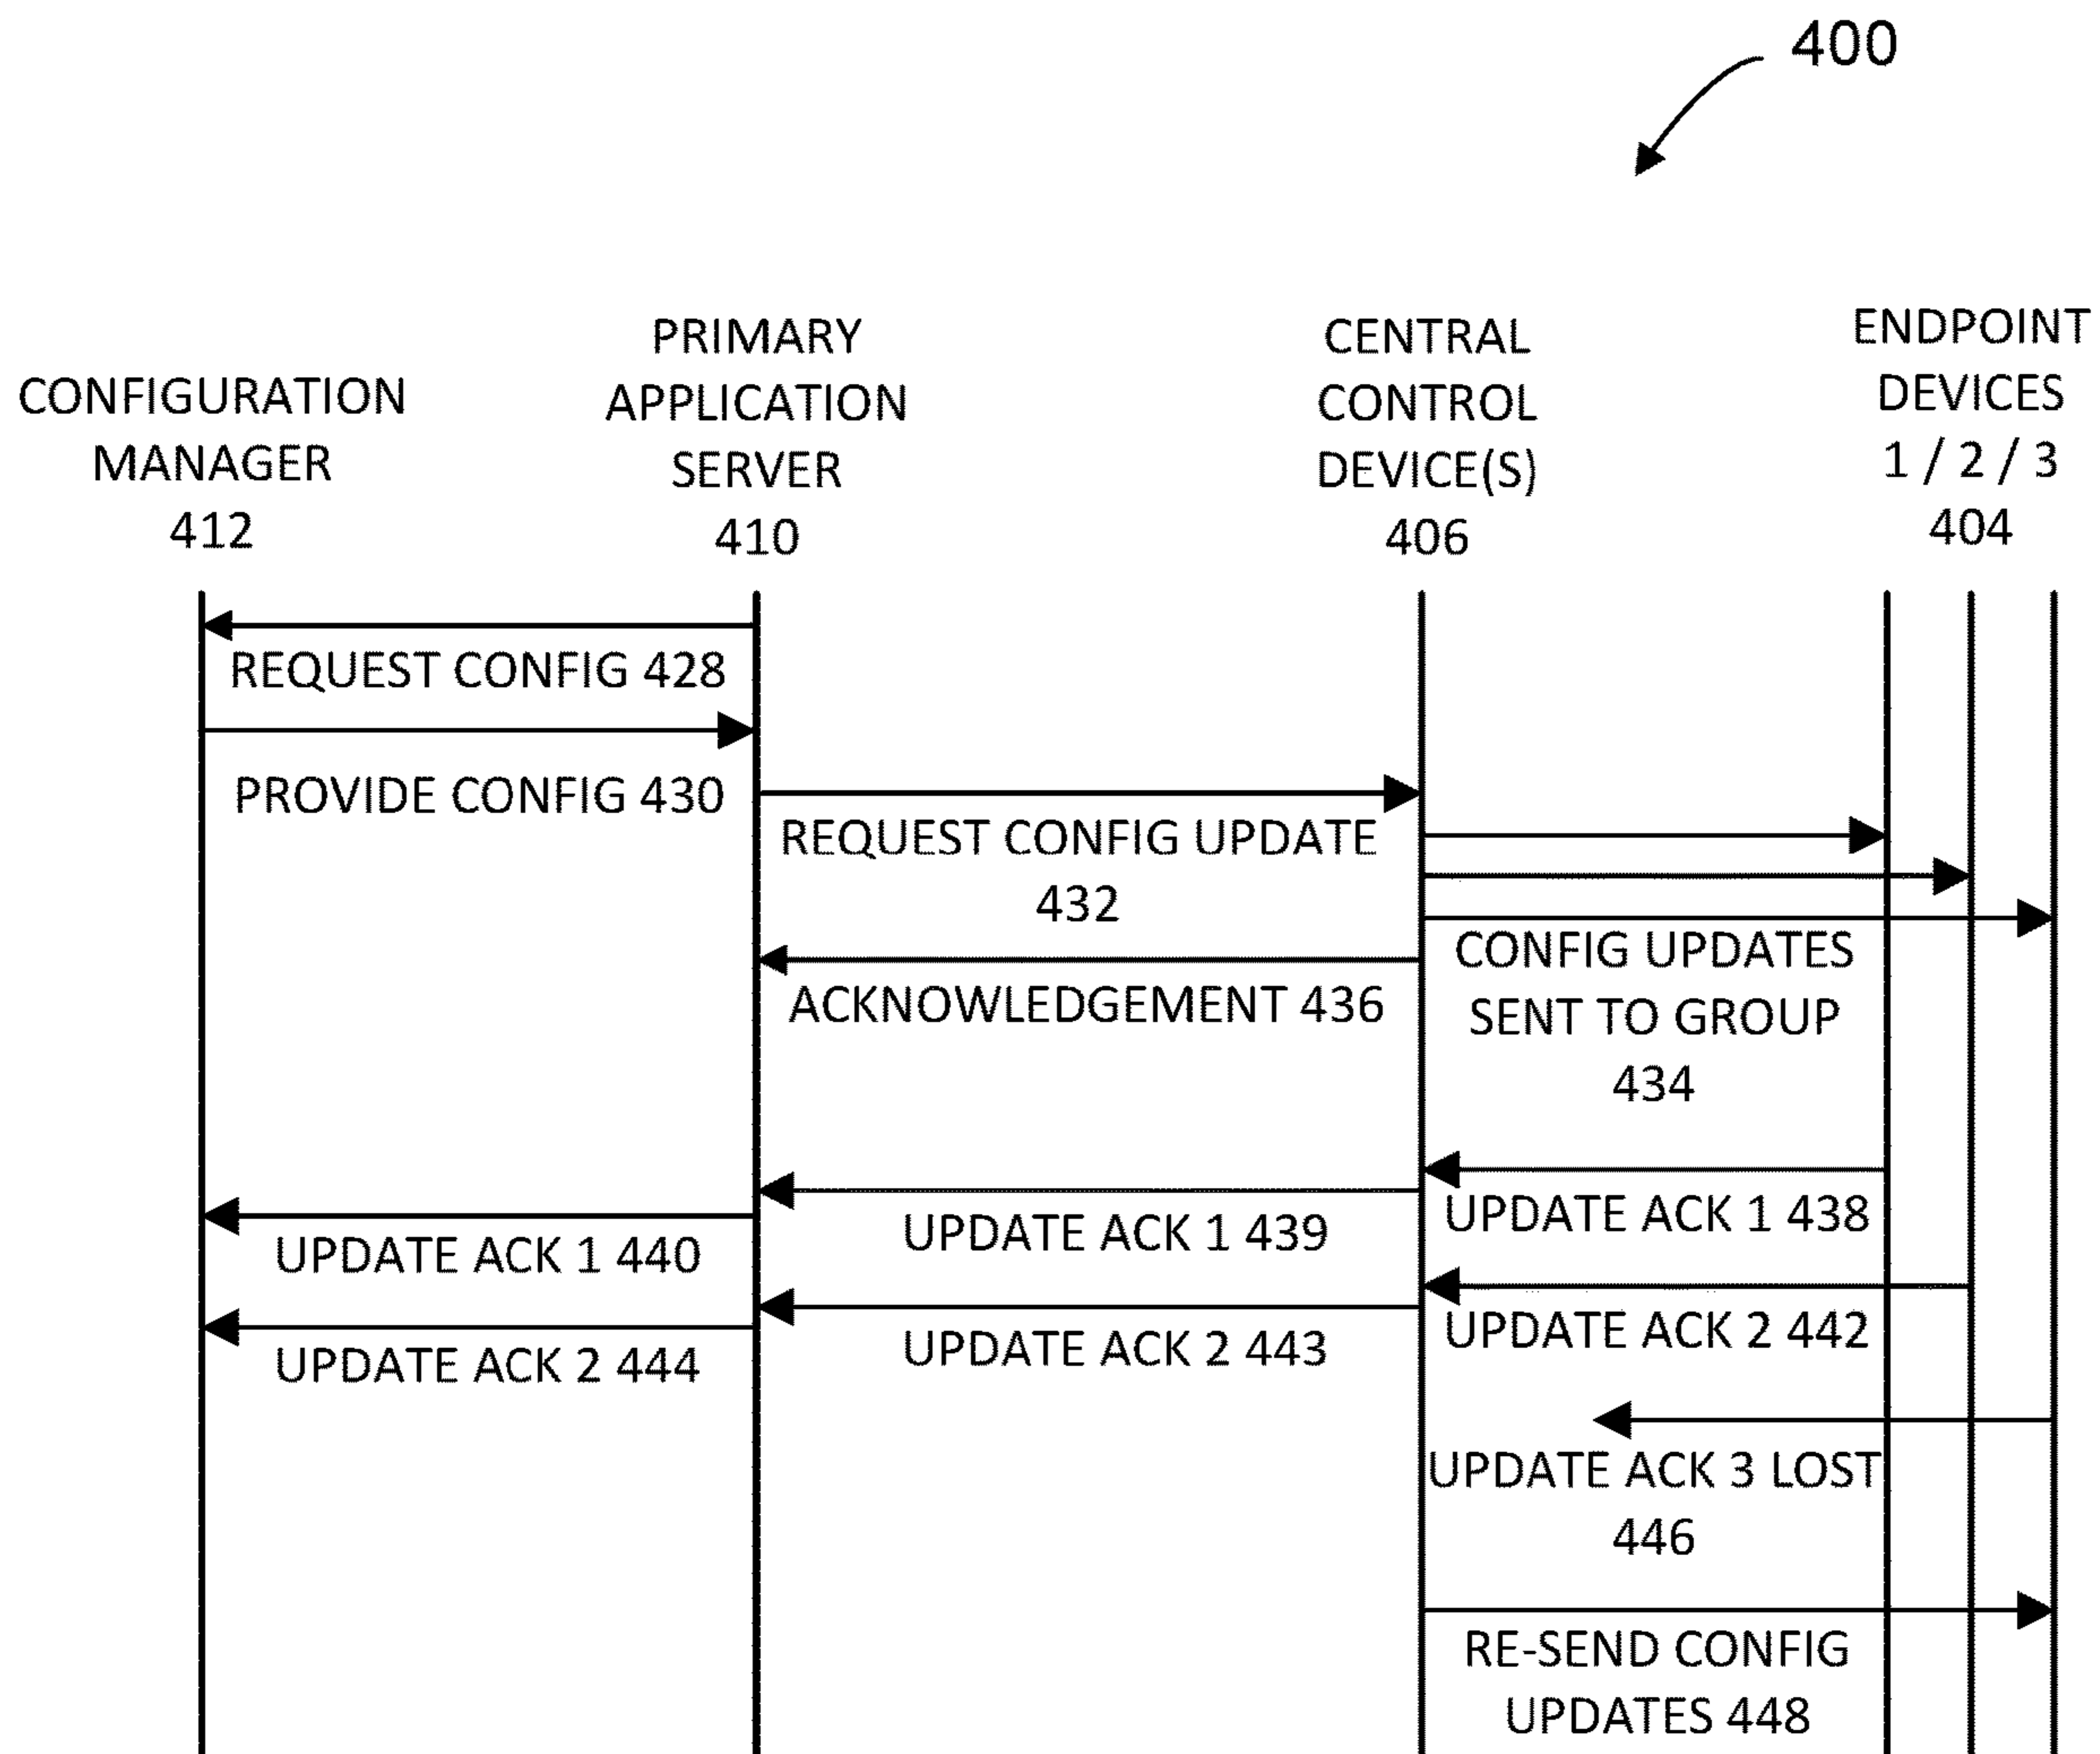 400
CONFIGURATION
MANAGER
412
PRIMARY
APPLICATION
SERVER
410
CENTRAL
CONTROL
DEVICE(S)
406
ENDPOINT
DEVICES
1 / 2 / 3
404
REQUEST CONFIG 428
PROVIDE CONFIG 430
REQUEST CONFIG UPDATE
432
CONFIG UPDATES
SENT TO GROUP
434
ACKNOWLEDGEMENT 436
UPDATE ACK 1 438
UPDATE ACK 1 439
UPDATE ACK 1 440
UPDATE ACK 2 442
UPDATE ACK 2 443
UPDATE ACK 2 444
UPDATE ACK 3 LOST
446
RE-SEND CONFIG
UPDATES 448